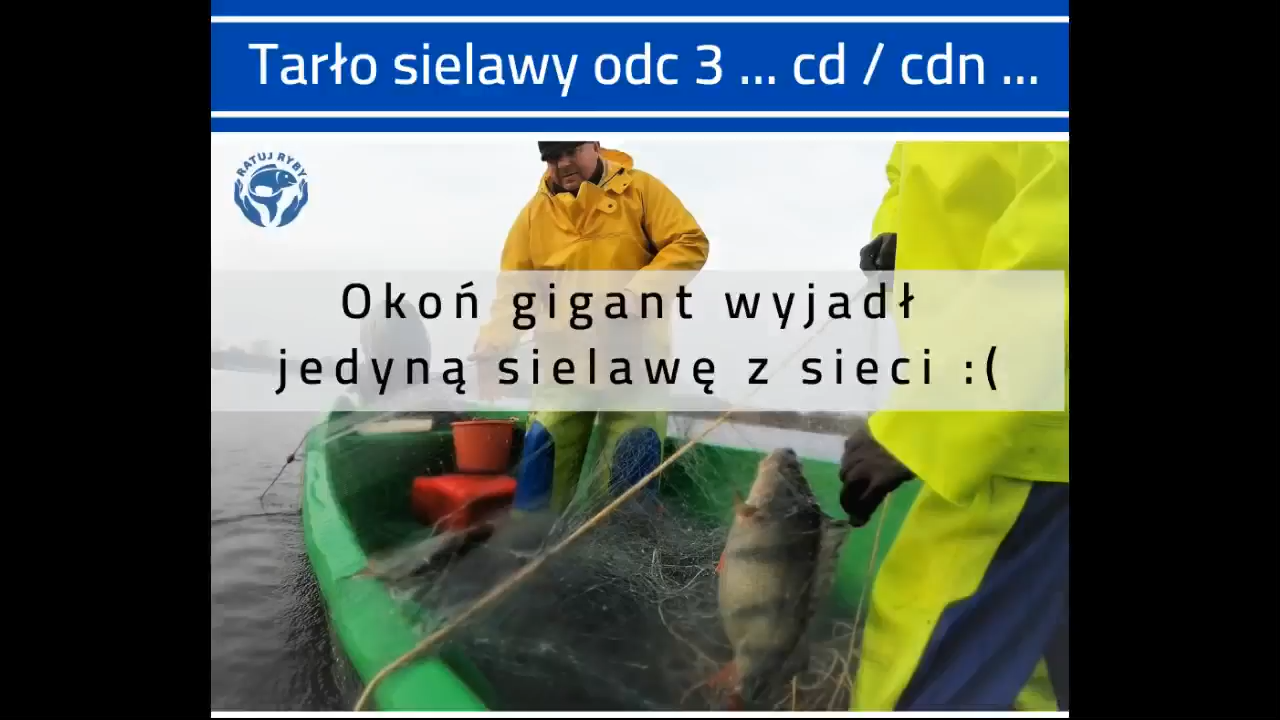 Tarło sielawy odc 3 ... cd / cdn ...
RATUJ RYBY
Okoń gigant wyjadł
jedyną sielawę z sieci :(